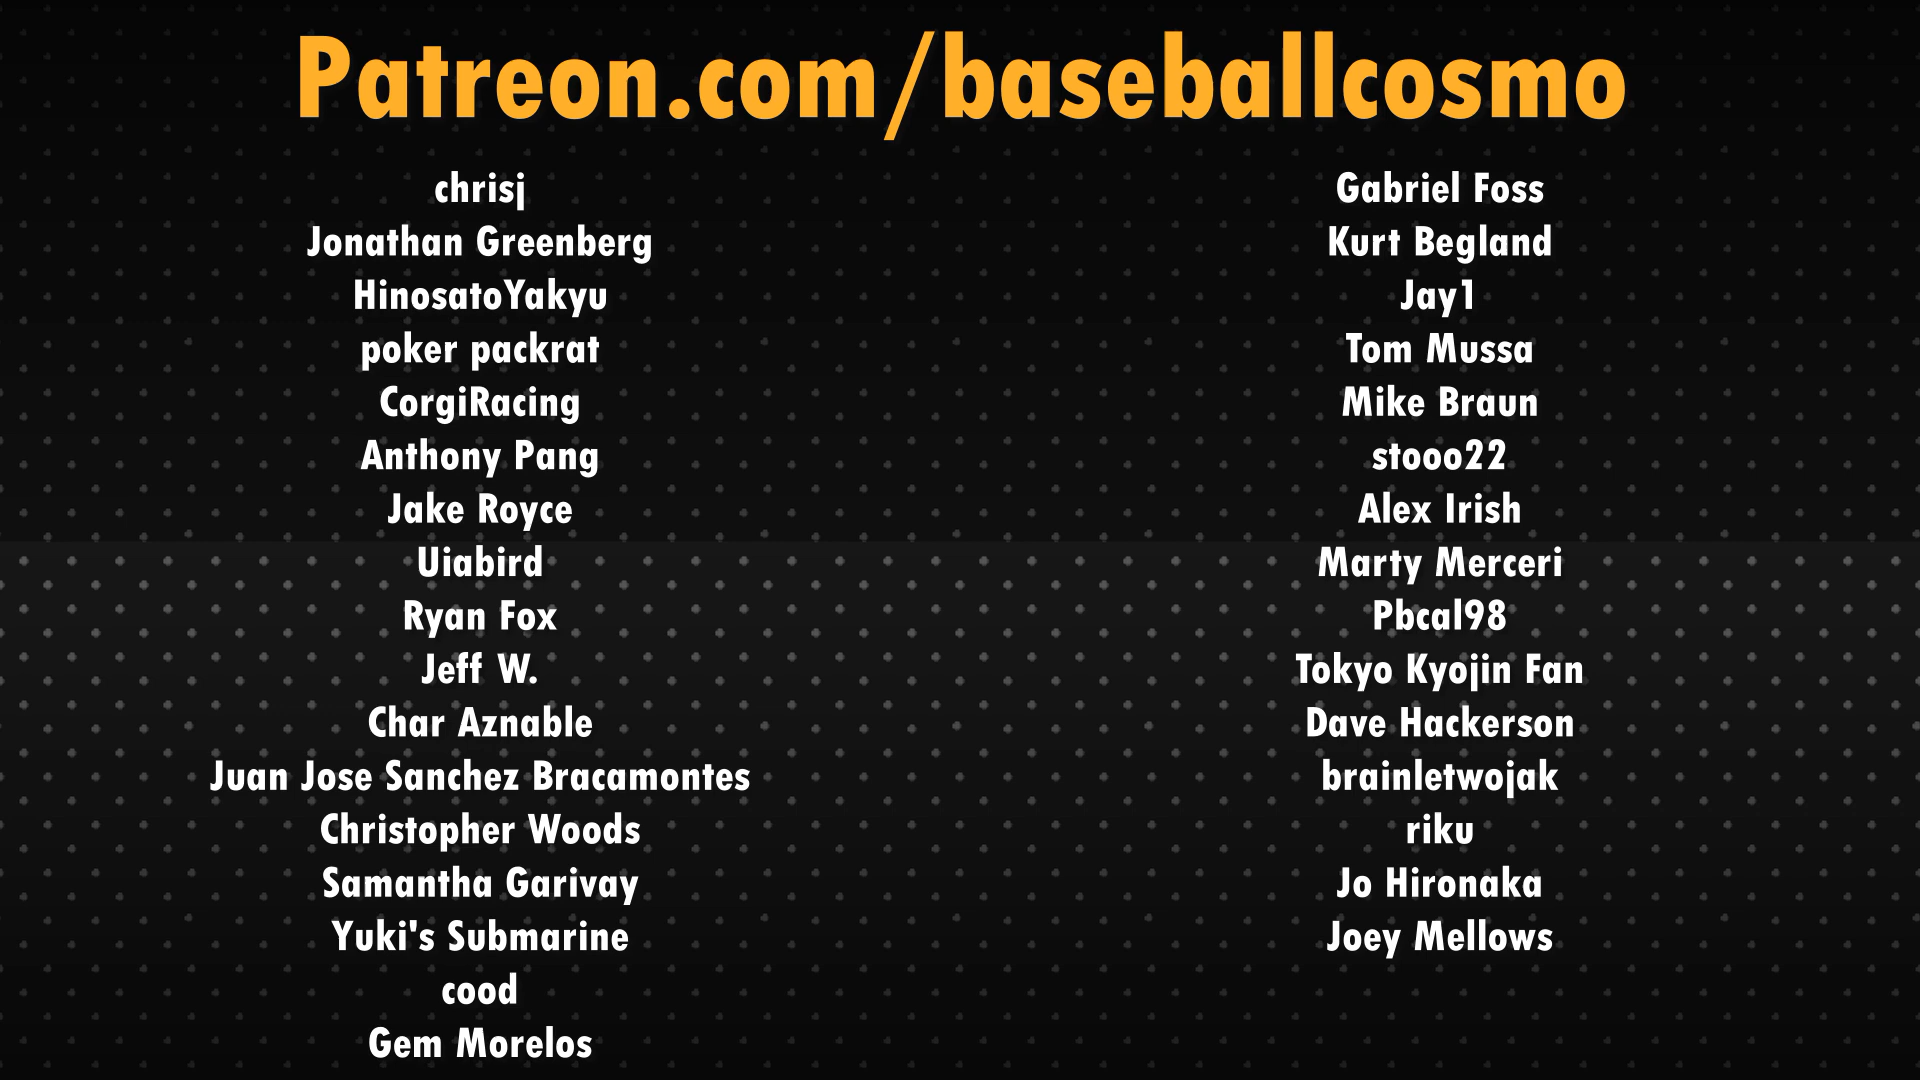 Patreon.com/baseballcosmo
chrisj
Jonathan Greenberg
HinosatoYakyu
poker packrat
CorgiRacing
Anthony Pang
Jake Royce
Uiabird
Ryan Fox
Jeff W.
Char Aznable
Juan Jose Sanchez Bracamontes
Christopher Woods
Samantha Garivay
Yuki's Submarine
cood
Gem Morelos
Gabriel Foss
Kurt Begland
Jay1
Tom Mussa
Mike Braun
stooo22
Alex Irish
Marty Merceri
Pbcal98
Tokyo Kyojin Fan
Dave Hackerson
brainletwojak
riku
Jo Hironaka
Joey Mellows